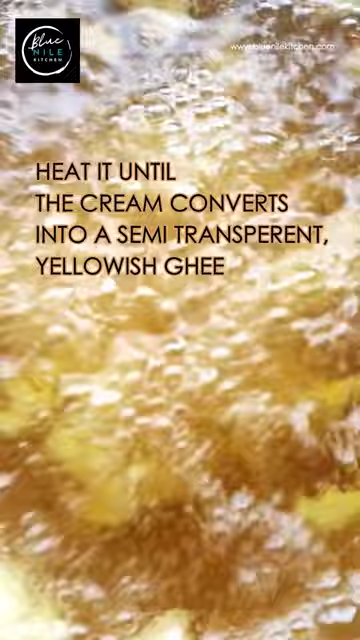 Blue
NILE
KITCHEN
www.bluenilekitchen.com
HEAT IT UNTIL
THE CREAM CONVERTS
INTO A SEMI TRANSPERENT,
YELLOWISH GHEE